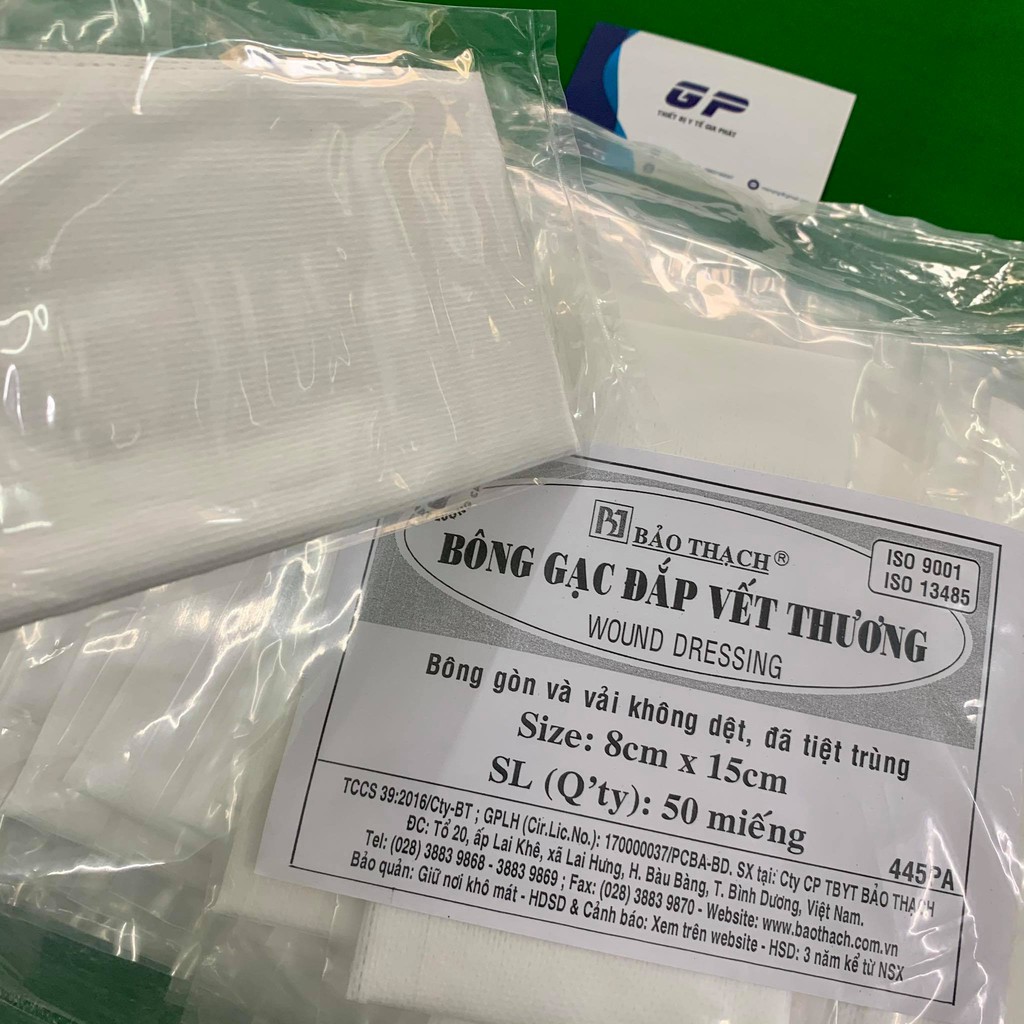 GP
THIẾT BỊ Y TẾ GIA PHÁT
BẢO THẠCH®
ISO 9001
ISO 13485
BÔNG GẠC ĐẮP VẾT THƯƠNG
WOUND DRESSING
Bông gòn và vải không dệt, đã tiệt trùng
Size: 8cm x 15cm
SL (Q'ty): 50 miếng
445PA
TCCS 39:2016/Cty-BT ; GPLH (Cir.Lic.No.): 170000037/PCBA-BD, SX tại: Cty CP TBYT BẢO THẠCH
ĐC: Tổ 20, ấp Lai Khê, xã Lai Hưng, H. Bàu Bàng, T. Bình Dương, Việt Nam.
Tel: (028) 3883 9868 - 3883 9869 ; Fax: (028) 3883 9870 - Website: www.baothach.com.vn
Bảo quản: Giữ nơi khô mát - HDSD & Cảnh báo: Xem trên website - HSD: 3 năm kể từ NSX